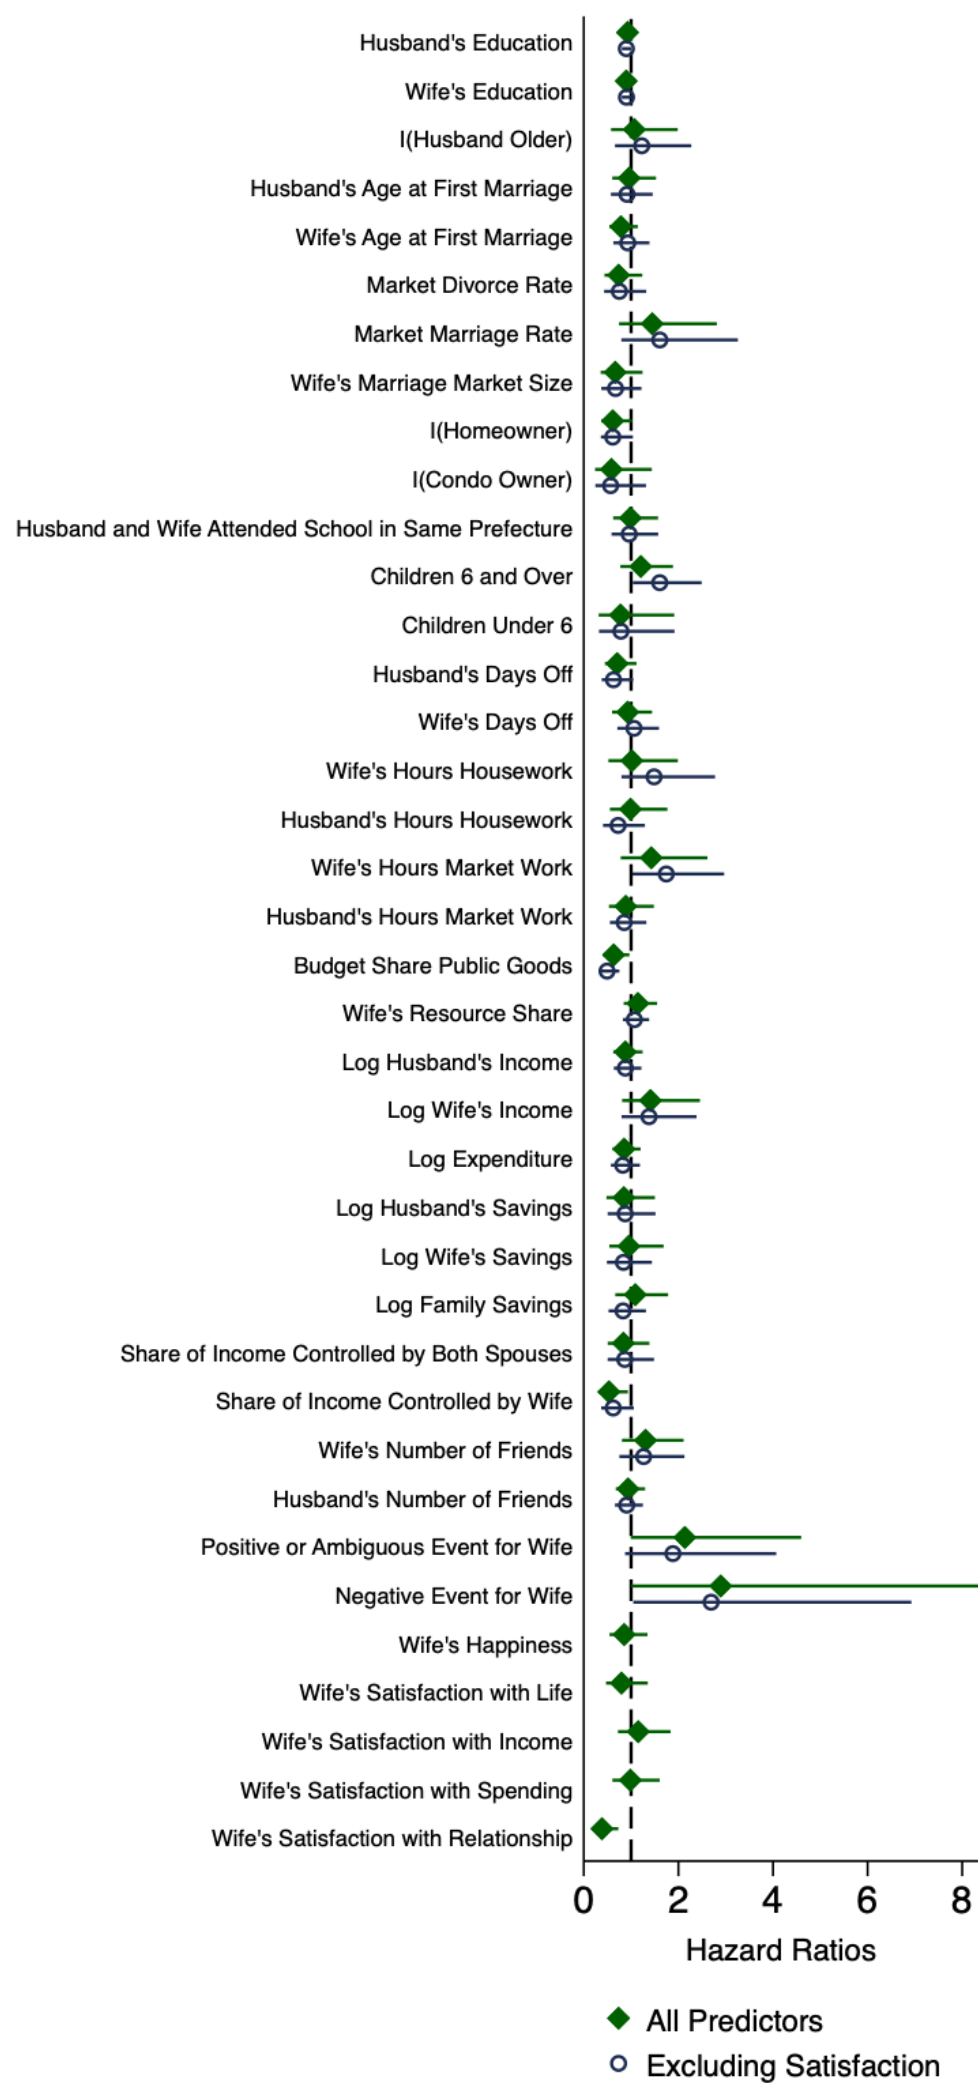 Husband's Education
Wife's Education
I(Husband Older)
Husband's Age at First Marriage
Wife's Age at First Marriage
Market Divorce Rate
Market Marriage Rate
Wife's Marriage Market Size
I(Homeowner)
I(Condo Owner)
Husband and Wife Attended School in Same Prefecture
Children 6 and Over
Children Under 6
Husband's Days Off
Wife's Days Off
Wife's Hours Housework
Husband's Hours Housework
Wife's Hours Market Work
Husband's Hours Market Work
Budget Share Public Goods
Wife's Resource Share
Log Husband's Income
Log Wife's Income
Log Expenditure
Log Husband's Savings
Log Wife's Savings
Log Family Savings
Share of Income Controlled by Both Spouses
Share of Income Controlled by Wife
Wife's Number of Friends
Husband's Number of Friends
Positive or Ambiguous Event for Wife
Negative Event for Wife
Wife's Happiness
Wife's Satisfaction with Life
Wife's Satisfaction with Income
Wife's Satisfaction with Spending
Wife's Satisfaction with Relationship
0 2 4 6 8
Hazard Ratios
All Predictors
Excluding Satisfaction